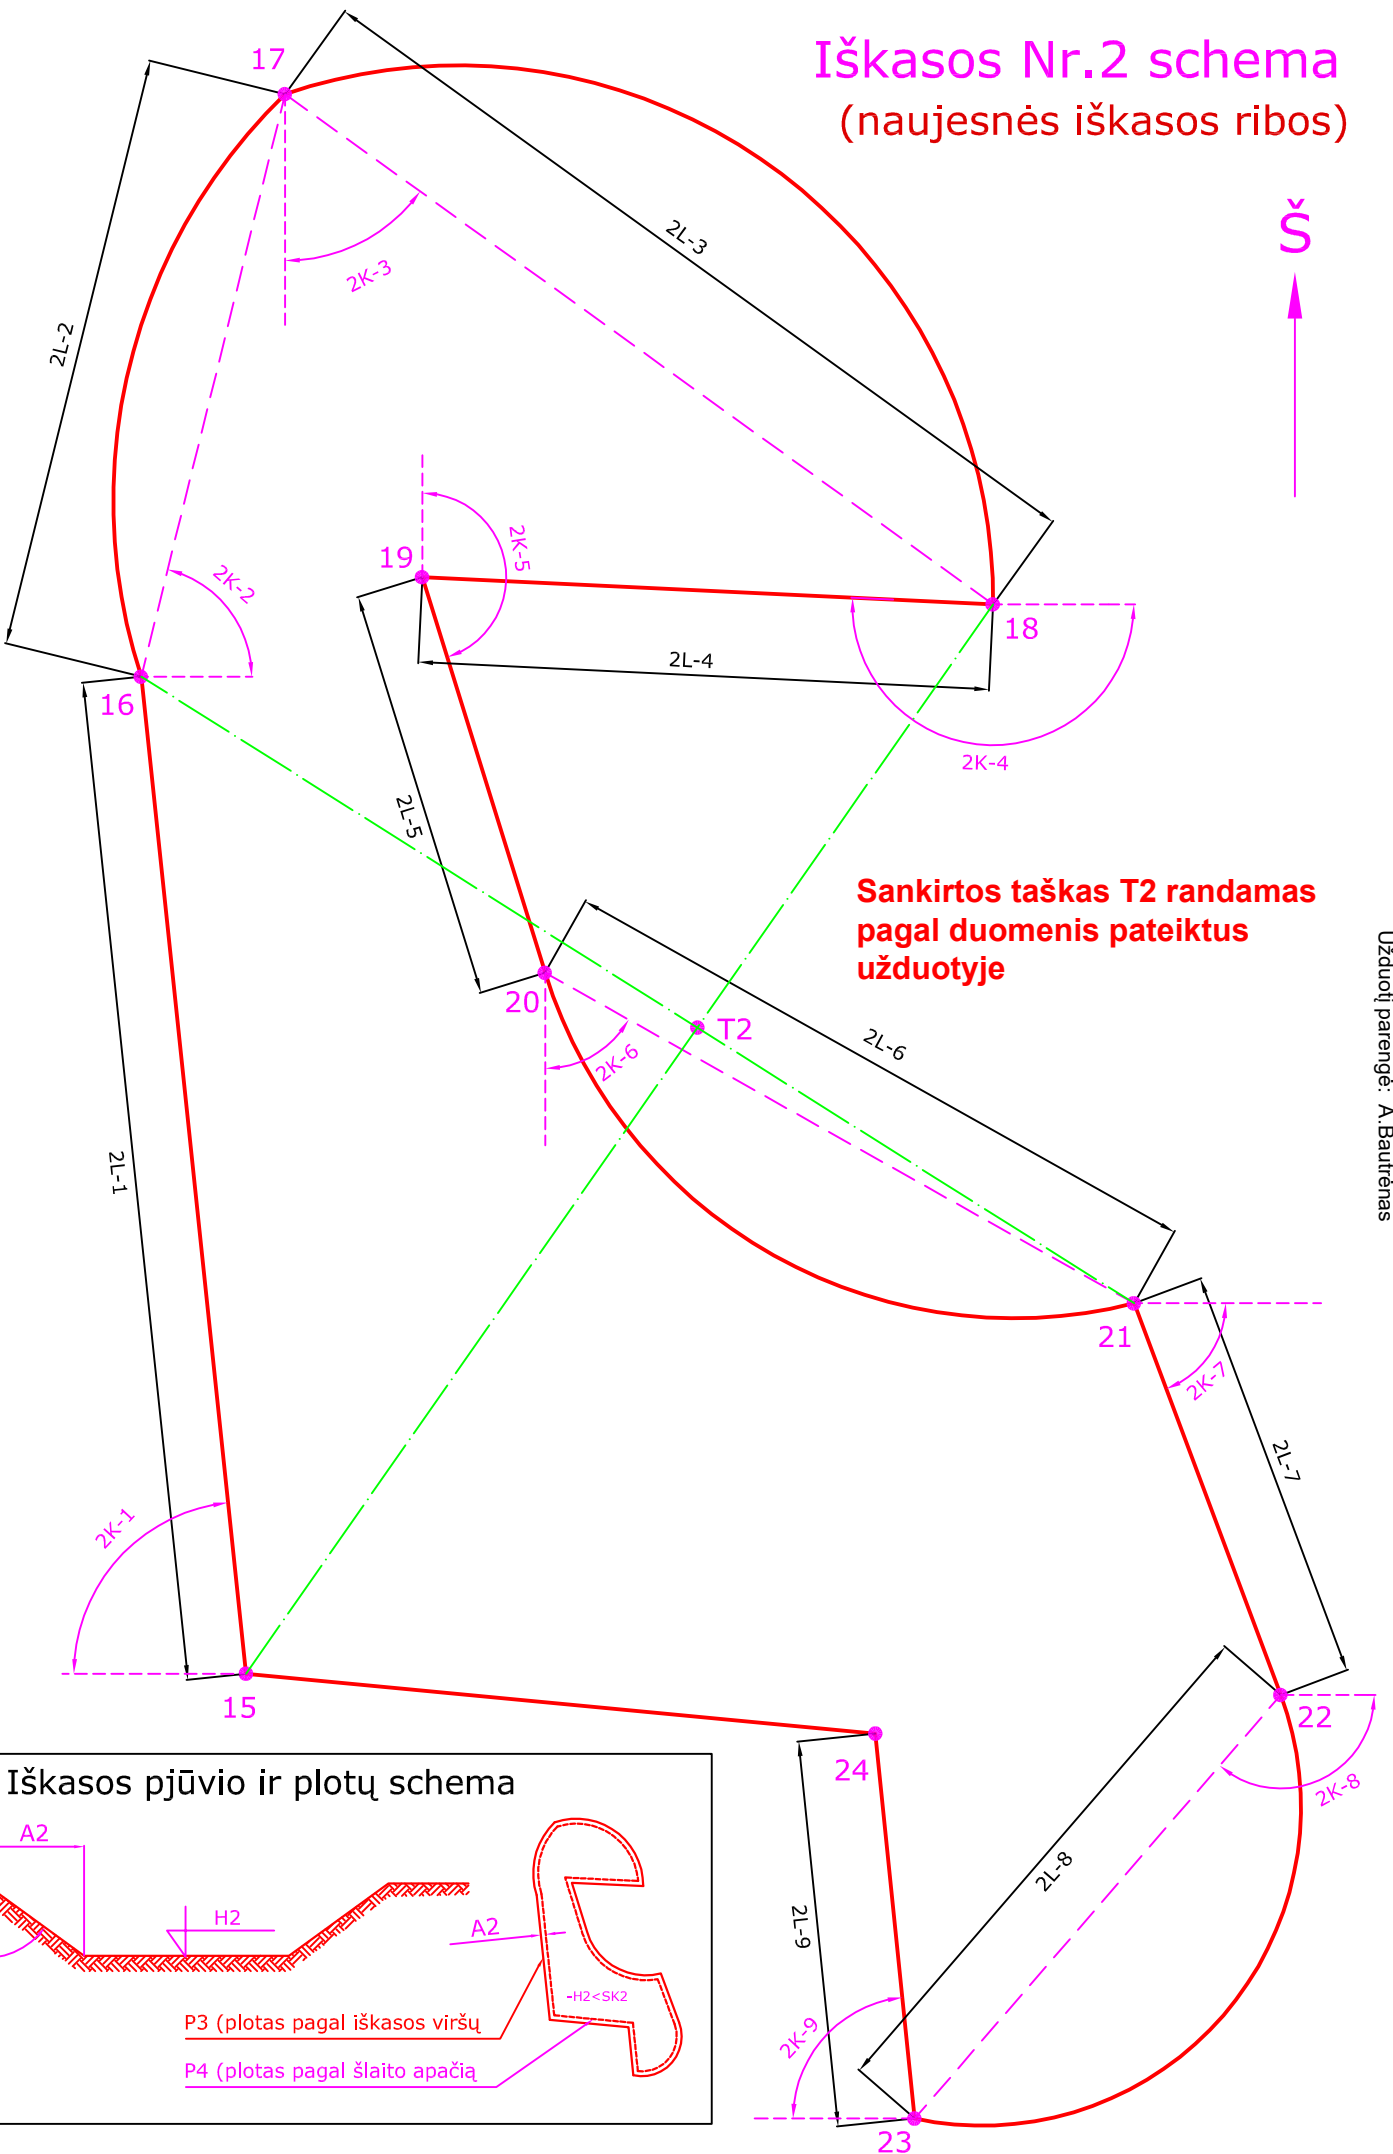 Iškasos Nr.2 schema
(naujesnės iškasos ribos)
Š
17
2L-3
2K-3
2L-2
19
2K-5
2K-2
18
2L-4
16
2K-4
2L-5
Sankirtos taškas T2 randamas
pagal duomenis pateiktus
užduotyje
Užduotį parengė: A.Bautrėnas
20
T2
2L-6
2K-6
2L-1
21
2K-7
2L-7
2K-1
15
22
24
2K-8
2L-8
2L-9
2K-9
23
Iškasos pjūvio ir plotų schema
A2
H2
A2
-H2<SK2
P3 (plotas pagal iškasos viršų
P4 (plotas pagal šlaito apačią